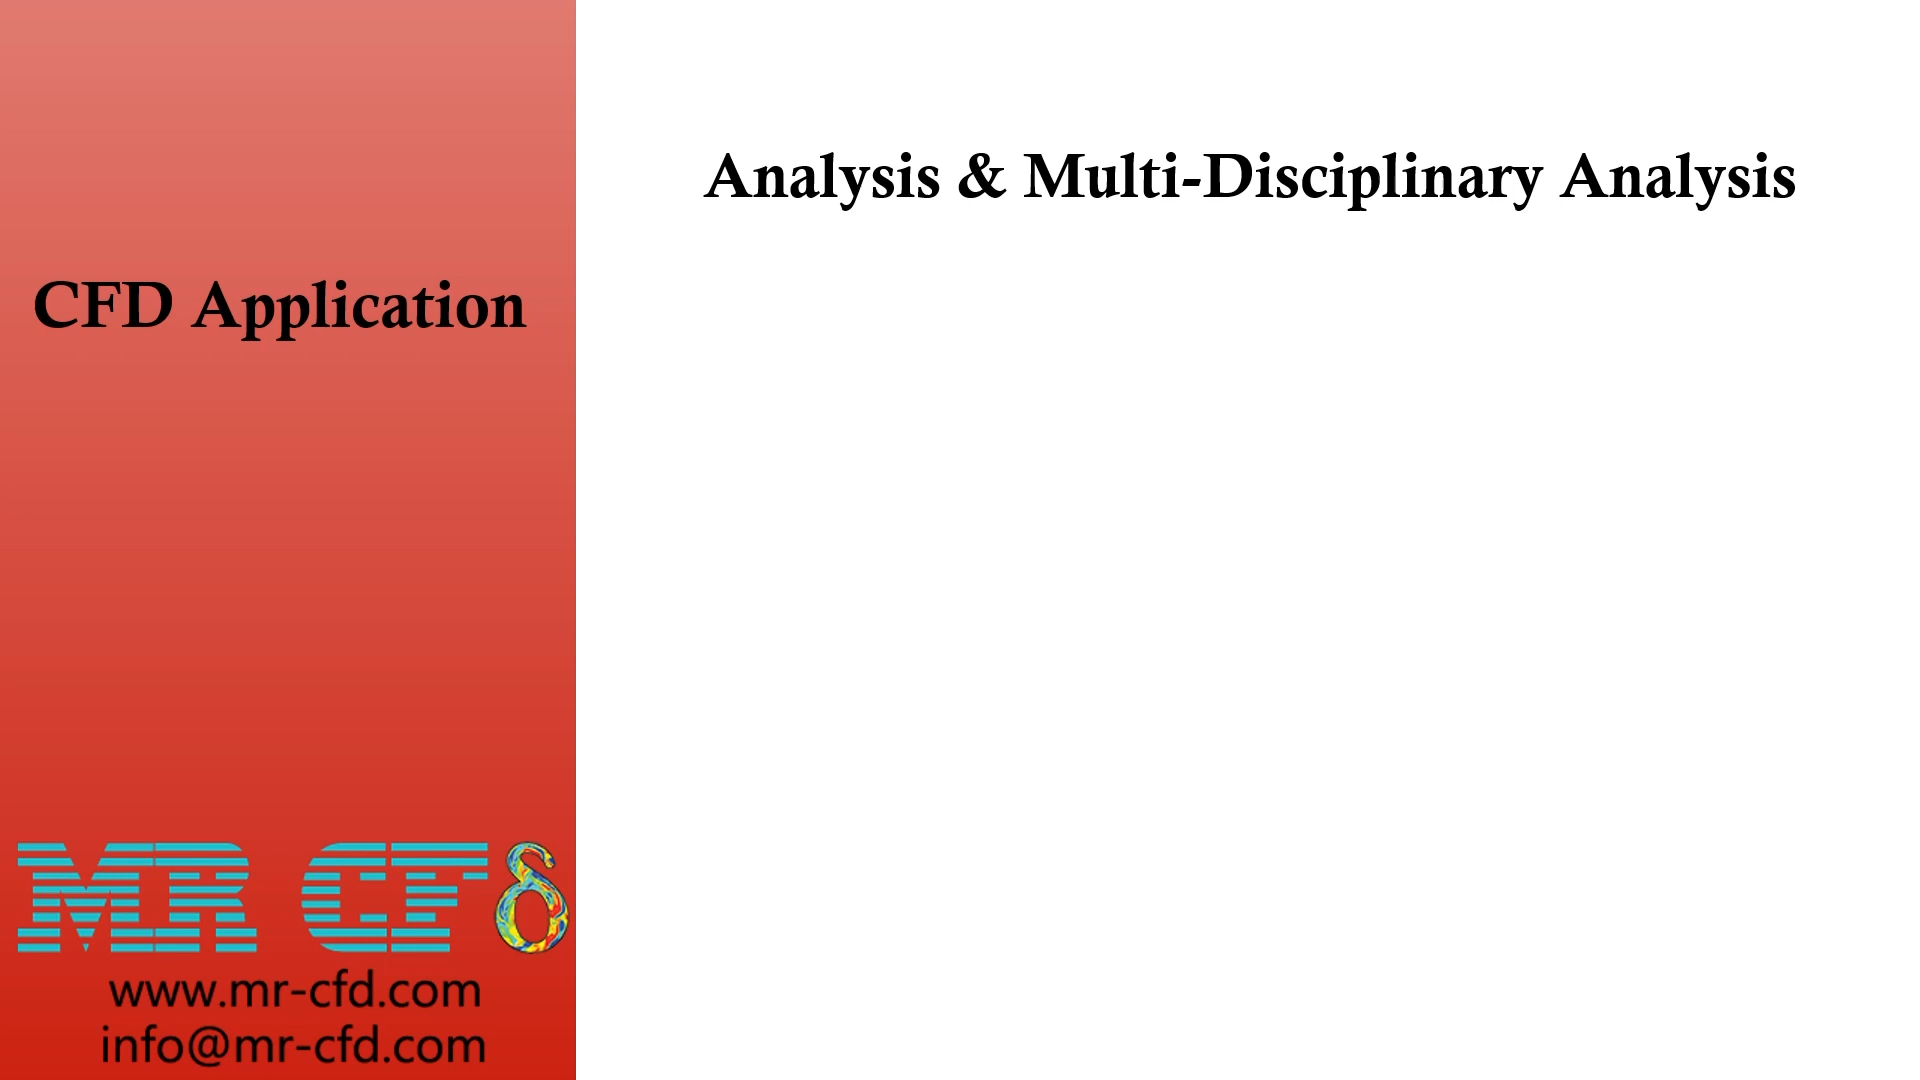 Analysis & Multi-Disciplinary Analysis
CFD Application
MR CFδ
www.mr-cfd.com
info@mr-cfd.com